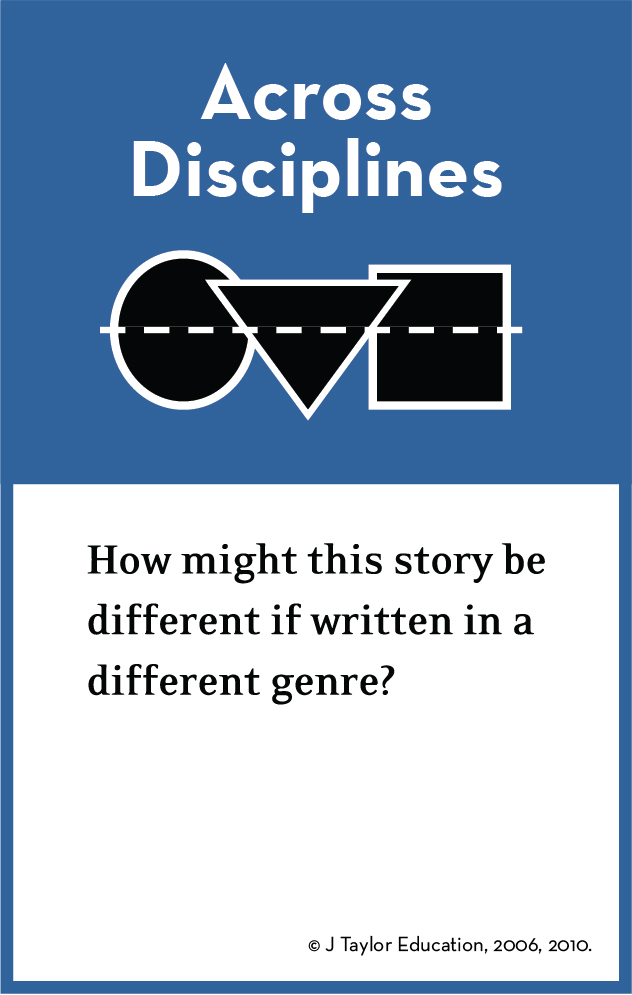 Across
Disciplines
How might this story be
different if written in a
different genre?
© J Taylor Education, 2006, 2010.